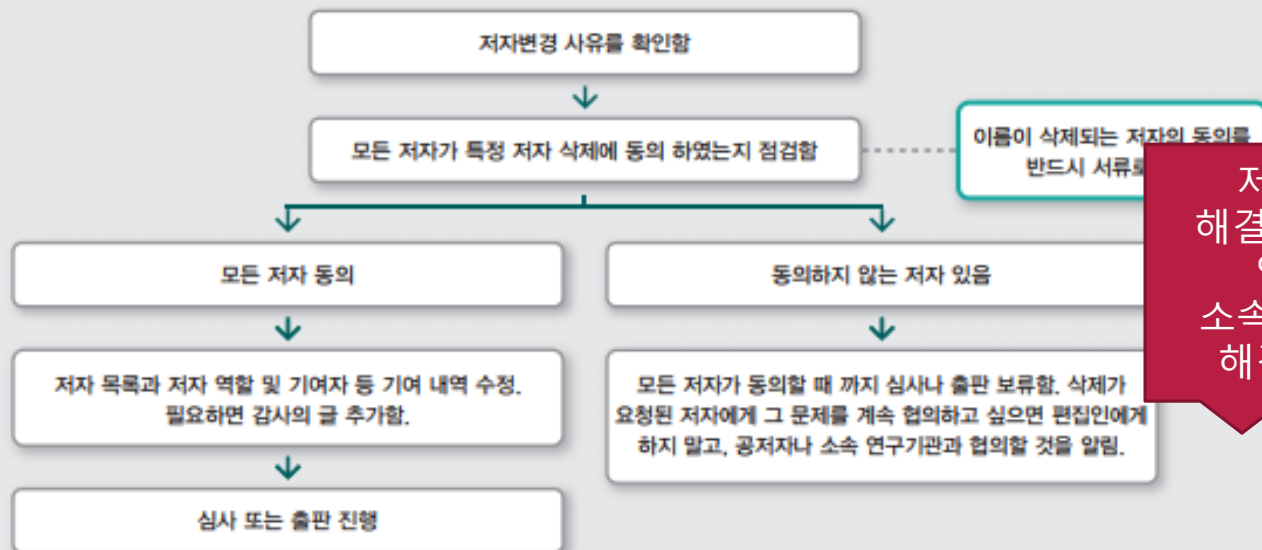 저자변경 사유를 확인함
모든 저자가 특정 저자 삭제에 동의 하였는지 점검함
이름이 삭제되는 저자의 동의를
반드시
모든 저자 동의
동의하지 않는 저자 있음
저자 목록과 저자 역할 및 기여자 등 기여 내역 수정.
필요하면 감사의 글 추가함.
모든 저자가 동의할 때 까지 심사나 출판 보류함. 삭제가
요청된 저자에게 그 문제를 계속 협의하고 싶으면 편집인에게
하지 말고, 공저자나 소속 연구기관과 협의할 것을 알림.
심사 또는 출판 진행
해결
소속